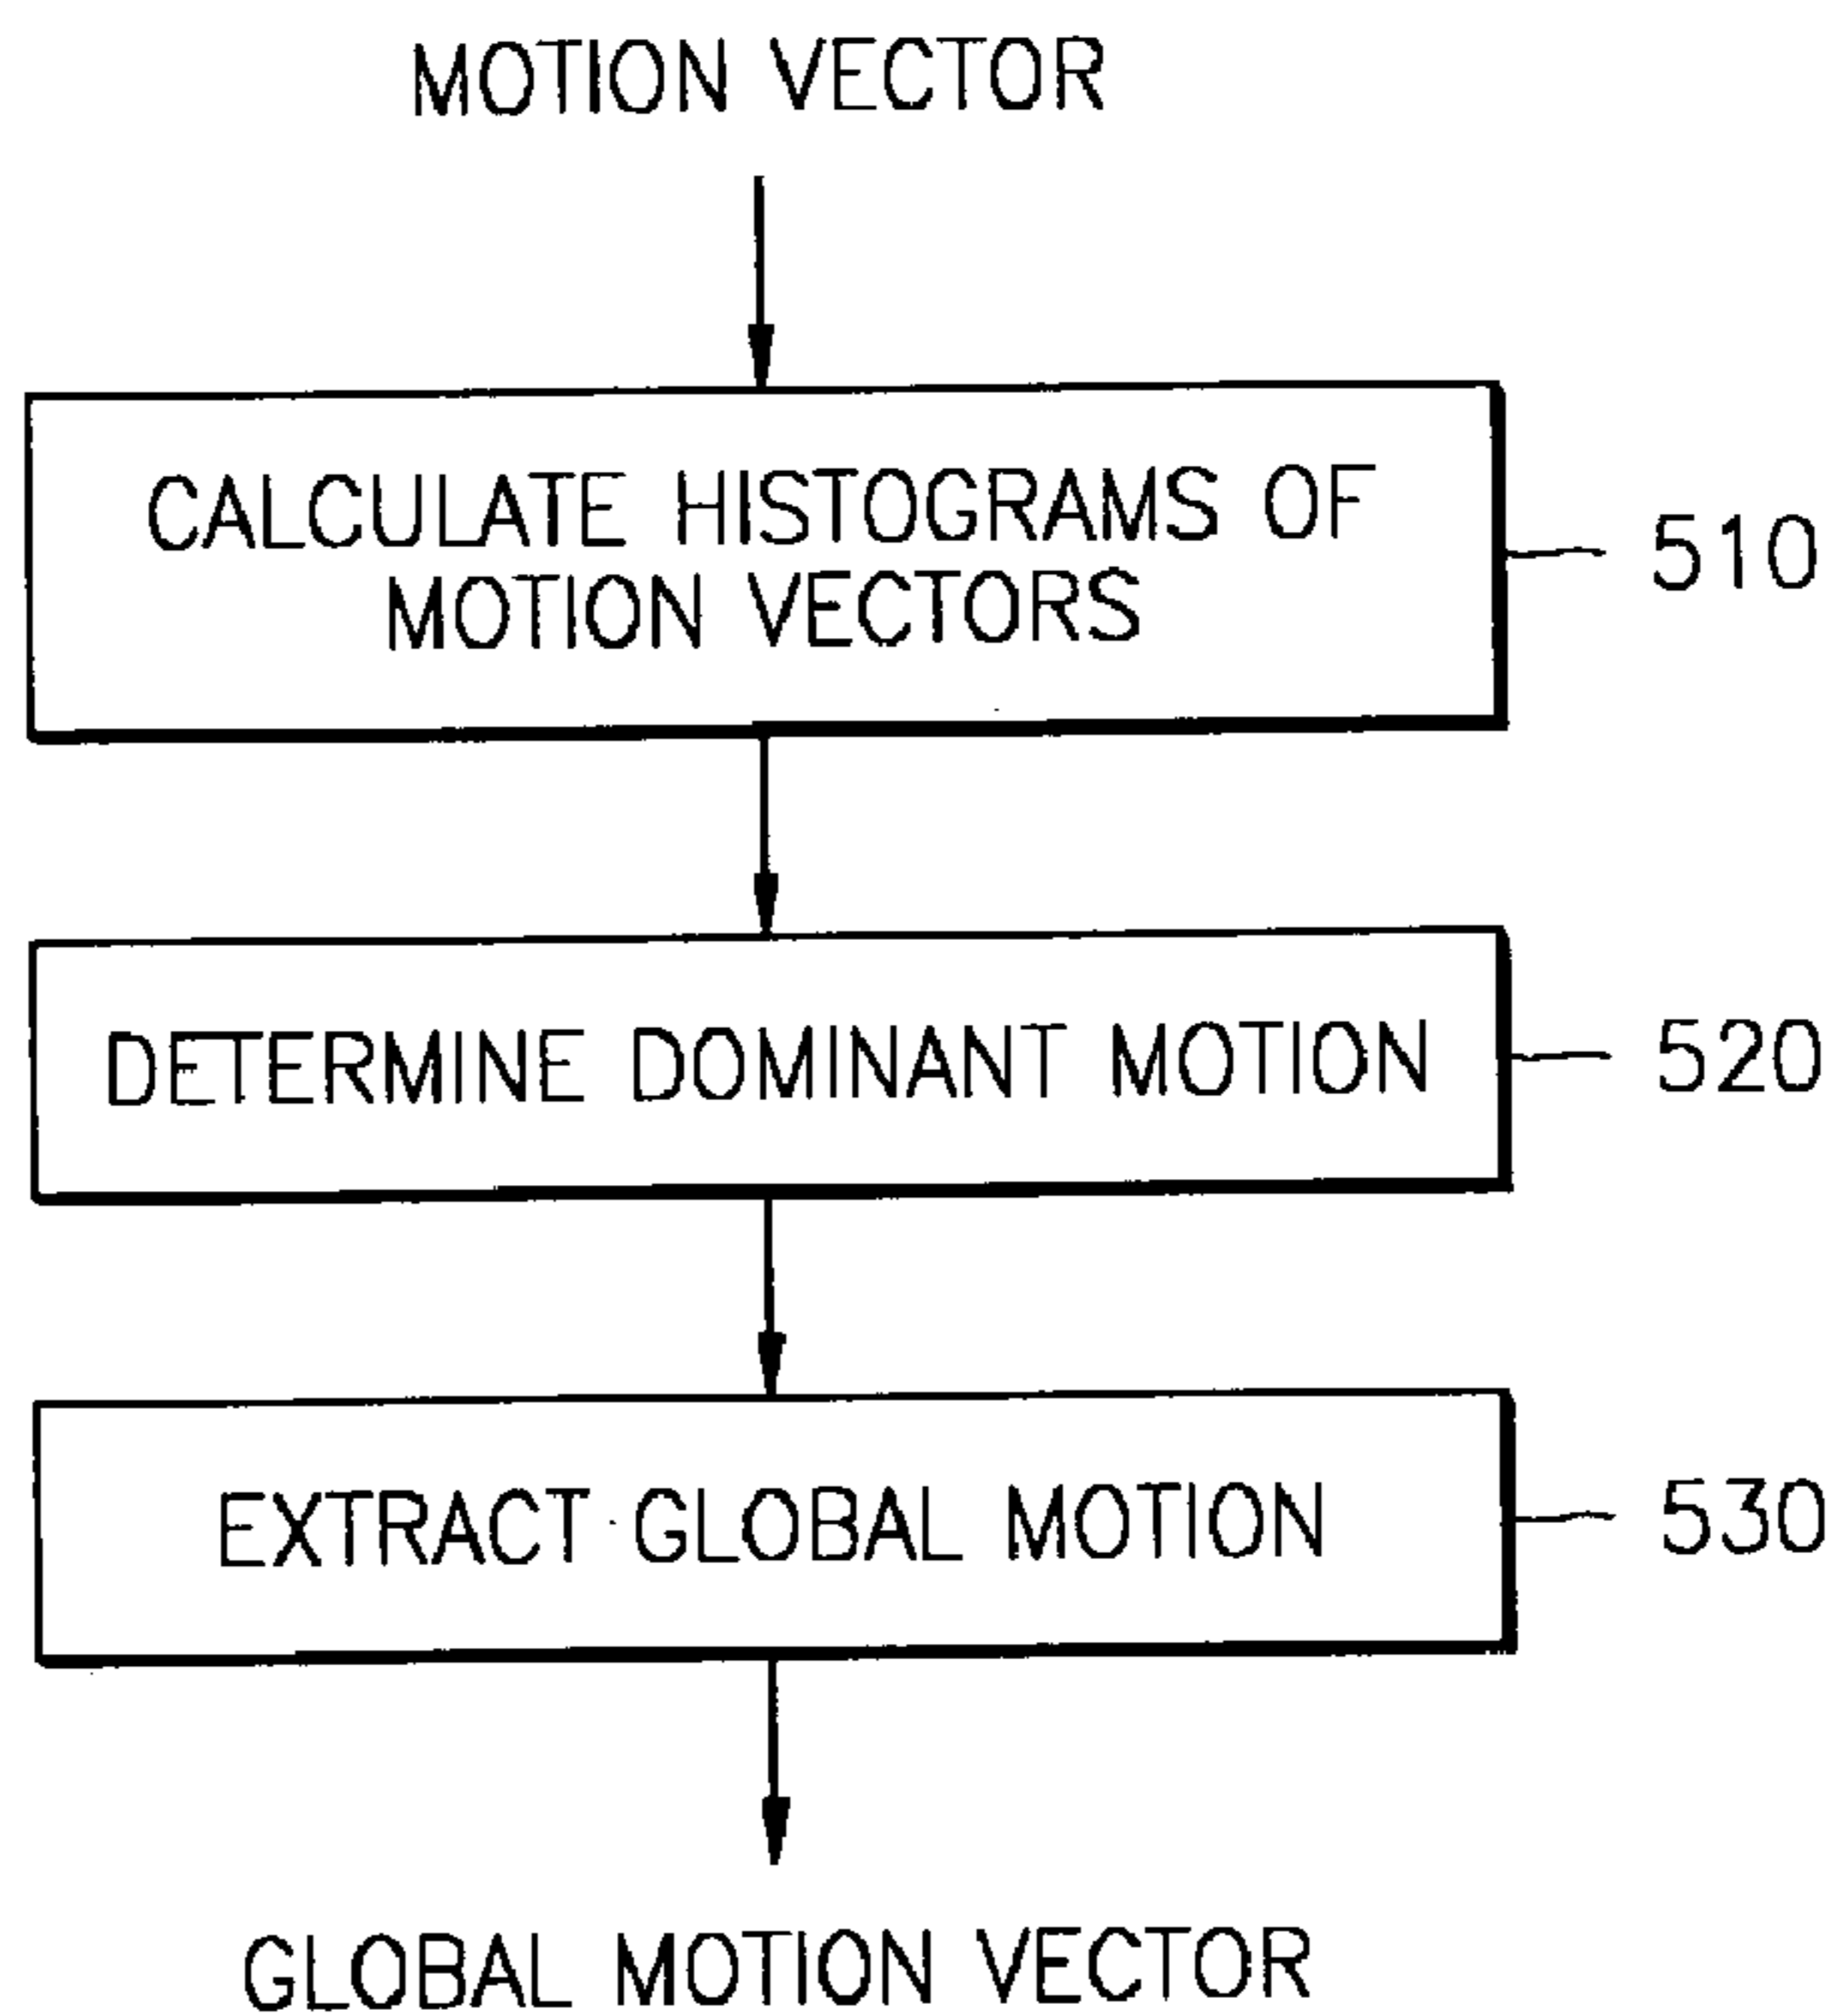 MOTION VECTOR
CALCULATE HISTOGRAMS OF
MOTION VECTORS
510
DETERMINE DOMINANT MOTION
520
EXTRACT GLOBAL MOTION
530
GLOBAL MOTION VECTOR